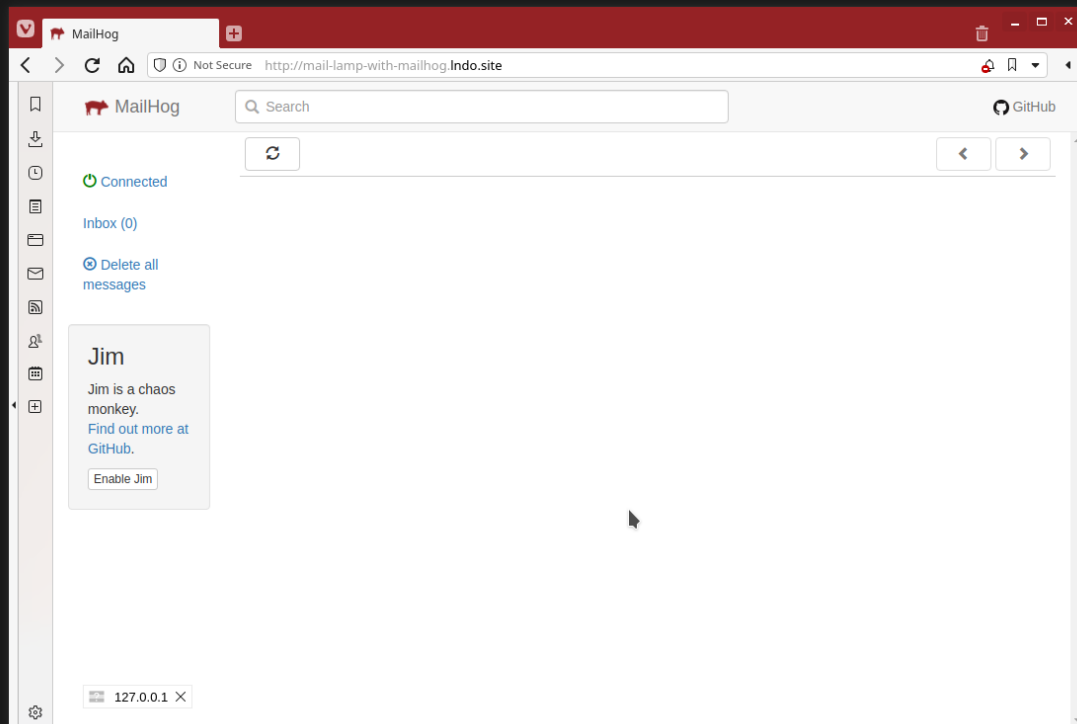 MailHog
Not Secure http://mail-lamp-with-mailhog.lndo.site
MailHog
Search
GitHub
Connected
Inbox (0)
Delete all
messages
Jim
Jim is a chaos
monkey.
Find out more at
GitHub.
Enable Jim
127.0.0.1